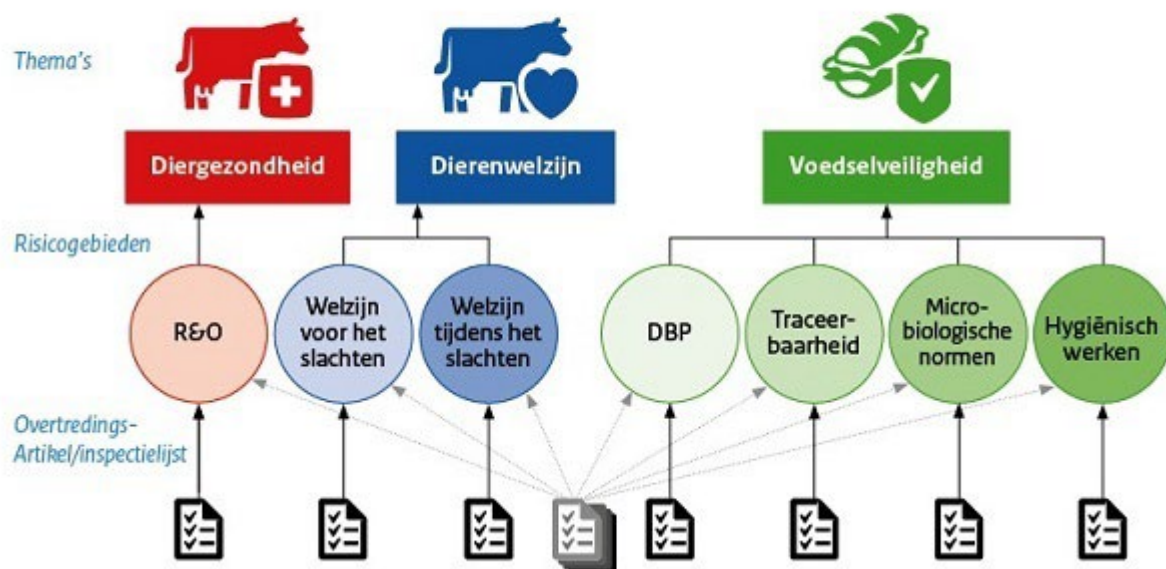 Thema's
Diergezondheid
Dierenwelzijn
Voedselveiligheid
Risicogebieden
R&O
Welzijn
voor het
slachten
Welzijn
tijdens het
slachten
DBP
Traceer-
baarheid
Micro-
biologische
normen
Hygiënisch
werken
Overtredings-
Artikel/inspectielijst